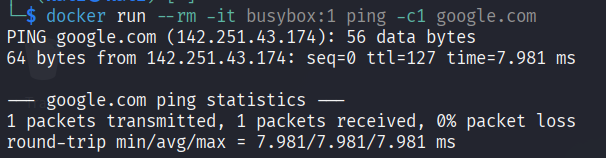 └─$ docker run --rm -it busybox:1 ping -c1 google.com
PING google.com (142.251.43.174): 56 data bytes
64 bytes from 142.251.43.174: seq=0 ttl=127 time=7.981 ms
--- google.com ping statistics ---
1 packets transmitted, 1 packets received, 0% packet loss
round-trip min/avg/max = 7.981/7.981/7.981 ms